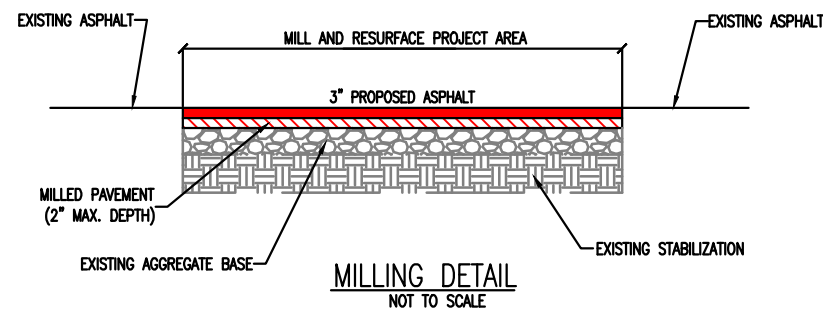 EXISTING ASPHALT
EXISTING ASPHALT
MILL AND RESURFACE PROJECT AREA
3" PROPOSED ASPHALT
MILLED PAVEMENT
(2" MAX. DEPTH)
EXISTING AGGREGATE BASE
EXISTING STABILIZATION
MILLING DETAIL
NOT TO SCALE